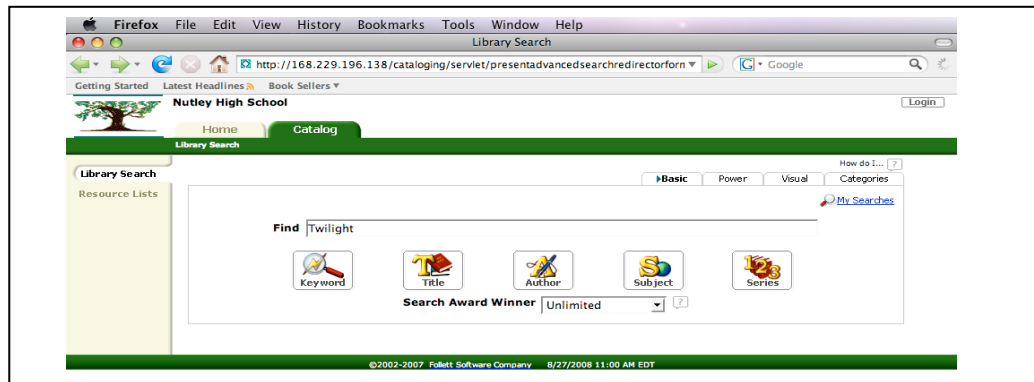 Firefox File Edit View History Bookmarks Tools Window Help
Library Search
http://168.229.196.138/cataloging/servlet/presentadvancedsearchredirectorforn Google
Getting Started Latest Headlines Book Sellers
Nutley High School Login
Home Catalog
Library Search
How do I... ?
Library Search Basic Power Visual Categories
Resource Lists My Searches
Find Twilight
Keyword Title Author Subject Series
Search Award Winner Unlimited ?
©2002-2007 Follett Software Company 8/27/2008 11:00 AM EDT